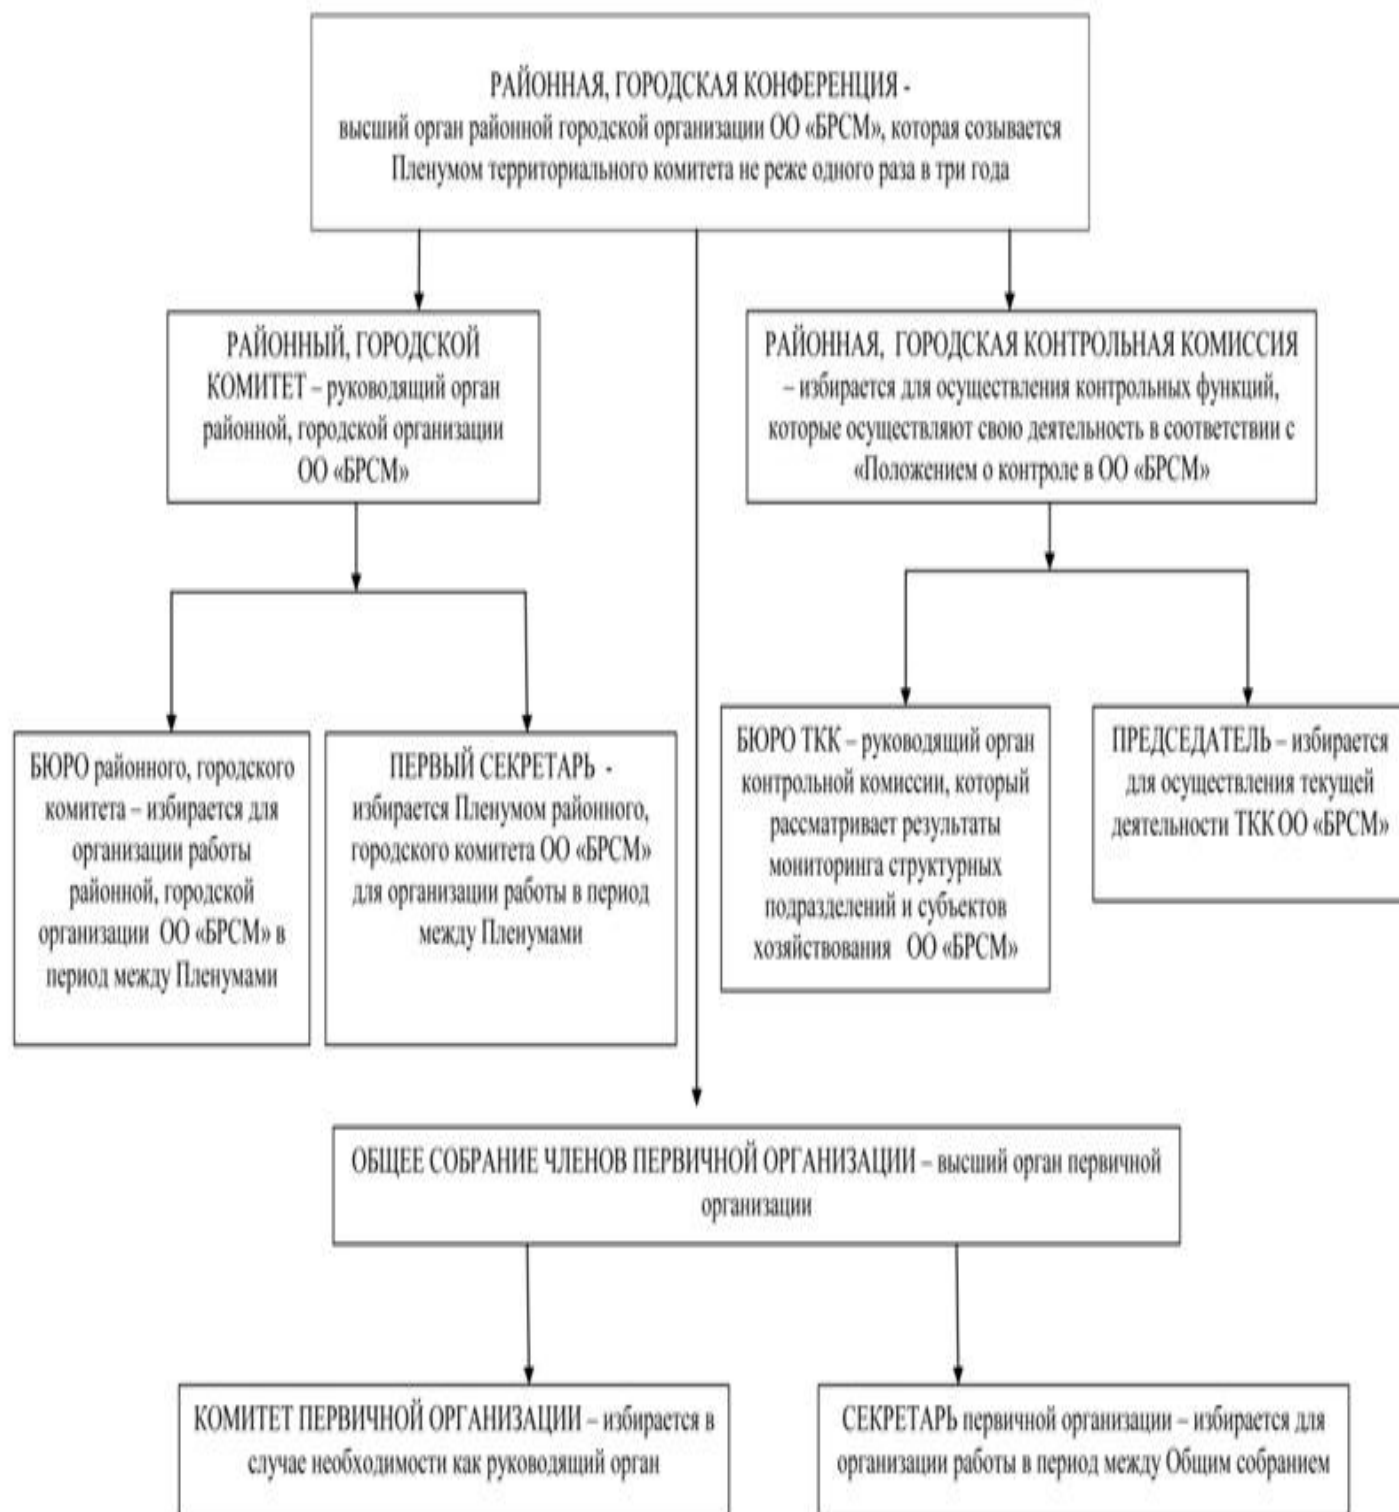 РАЙОННАЯ, ГОРОДСКАЯ КОНФЕРЕНЦИЯ -
высший орган районной городской организации ОО «БРСМ», которая созывается
Пленумом территориального комитета не реже одного раза в три года
РАЙОННЫЙ, ГОРОДСКОЙ
КОМИТЕТ – руководящий орган
районной, городской организации
ОО «БРСМ»
РАЙОННАЯ, ГОРОДСКАЯ КОНТРОЛЬНАЯ КОМИССИЯ
– избирается для осуществления контрольных функций,
которые осуществляют свою деятельность в соответствии с
«Положением о контроле в ОО «БРСМ»
БЮРО районного, городского
комитета – избирается для
организации работы
районной, городской
организации ОО «БРСМ» в
период между Пленумами
ПЕРВЫЙ СЕКРЕТАРЬ -
избирается Пленумом районного,
городского комитета ОО «БРСМ»
для организации работы в период
между Пленумами
БЮРО ТКК – руководящий орган
контрольной комиссии, который
рассматривает результаты
мониторинга структурных
подразделений и субъектов
хозяйствования ОО «БРСМ»
ПРЕДСЕДАТЕЛЬ – избирается
для осуществления текущей
деятельности ТКК ОО «БРСМ»
ОБЩЕЕ СОБРАНИЕ ЧЛЕНОВ ПЕРВИЧНОЙ ОРГАНИЗАЦИИ – высший орган первичной
организации
КОМИТЕТ ПЕРВИЧНОЙ ОРГАНИЗАЦИИ – избирается в
случае необходимости как руководящий орган
СЕКРЕТАРЬ первичной организации – избирается для
организации работы в период между Общим собранием